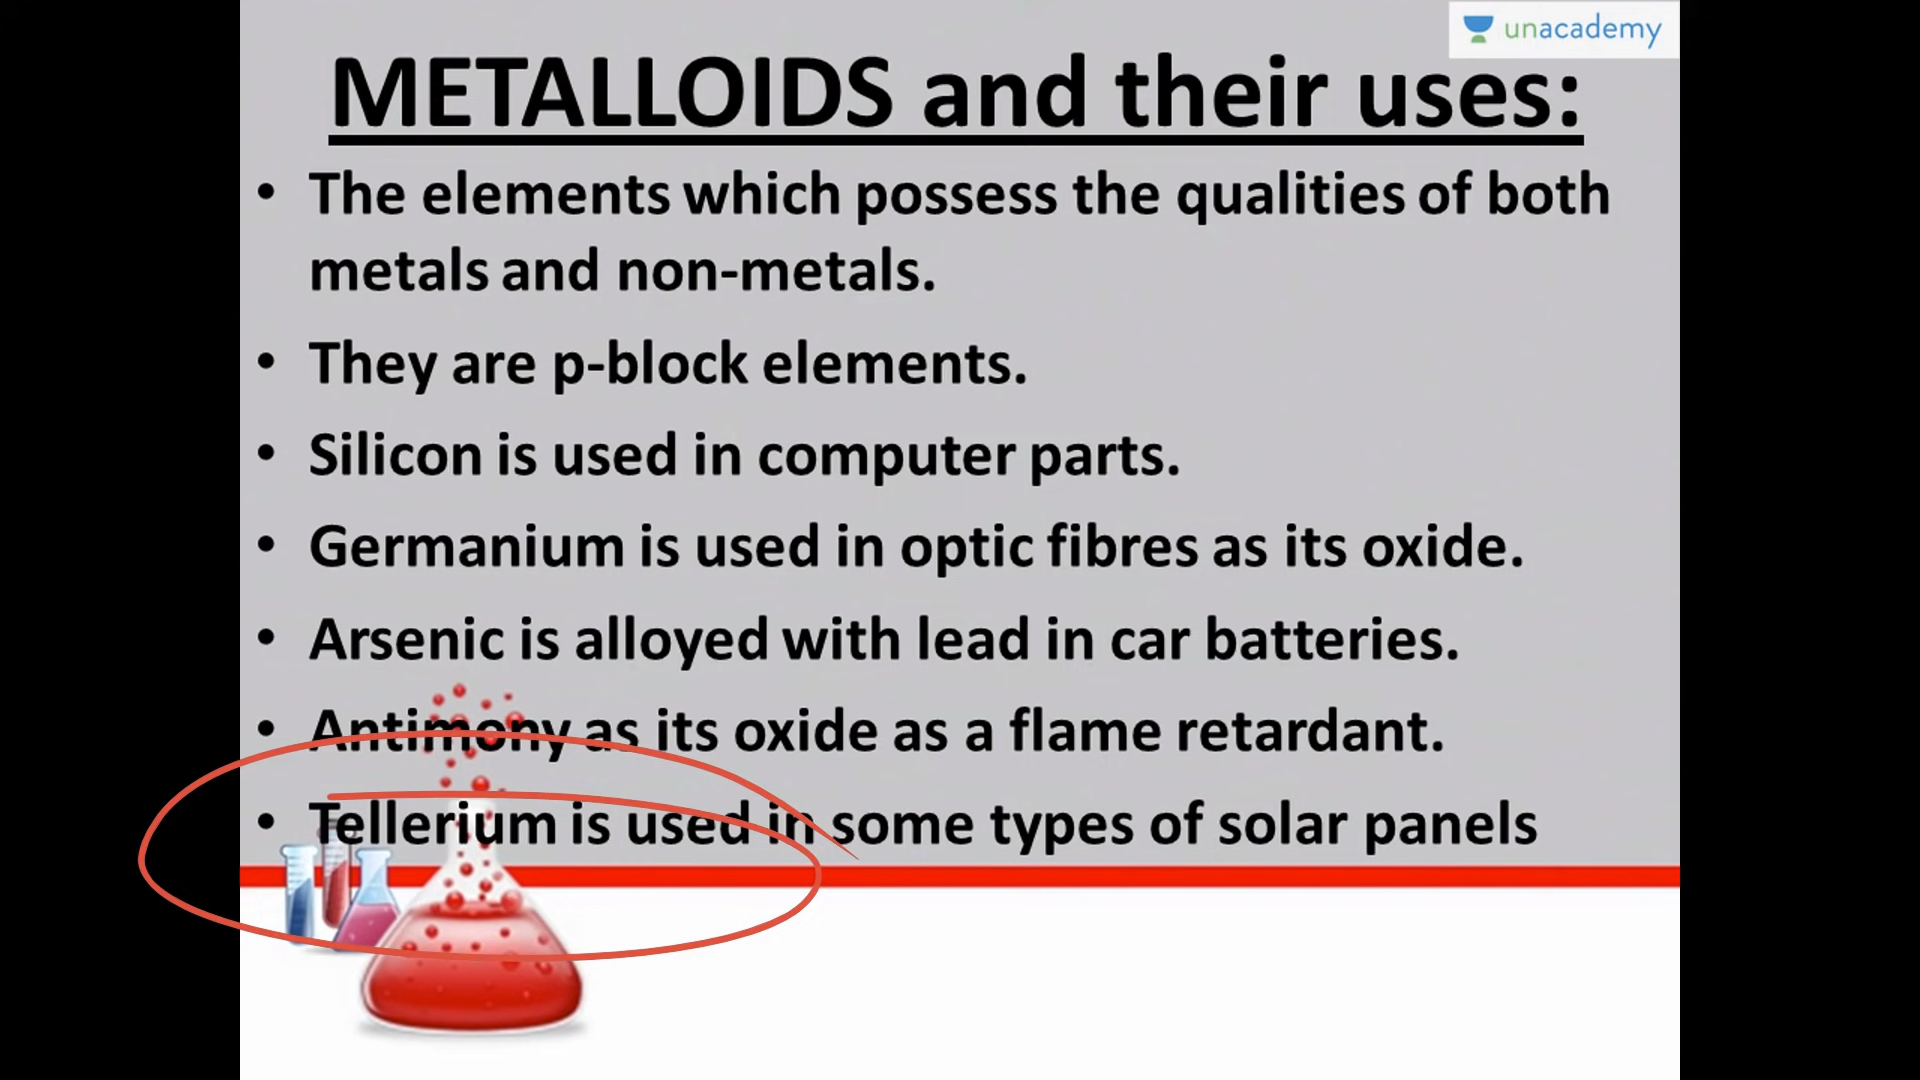 unacademy
METALLOIDS and their uses:
• The elements which possess the qualities of both
metals and non-metals.
• They are p-block elements.
• Silicon is used in computer parts.
• Germanium is used in optic fibres as its oxide.
• Arsenic is alloyed with lead in car batteries.
• Antimony as its oxide as a flame retardant.
• Tellerium is used in some types of solar panels